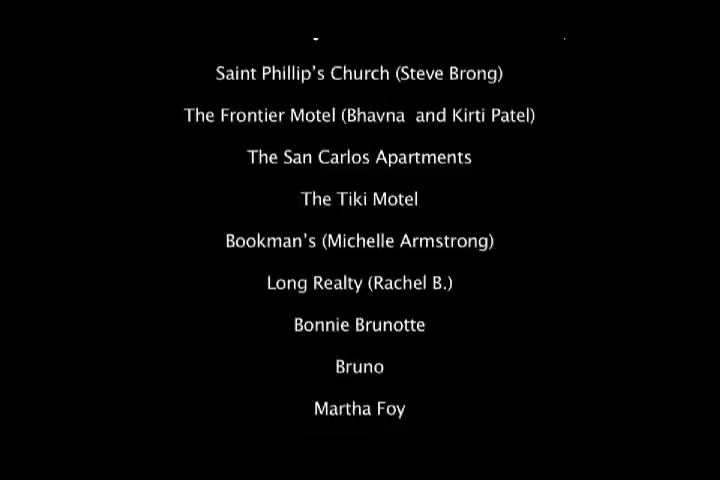 Saint Phillip's Church (Steve Brong)
The Frontier Motel (Bhavna  and Kirti Patel)
The San Carlos Apartments
The Tiki Motel
Bookman's (Michelle Armstrong)
Long Realty (Rachel B.)
Bonnie Brunotte
Bruno
Martha Foy